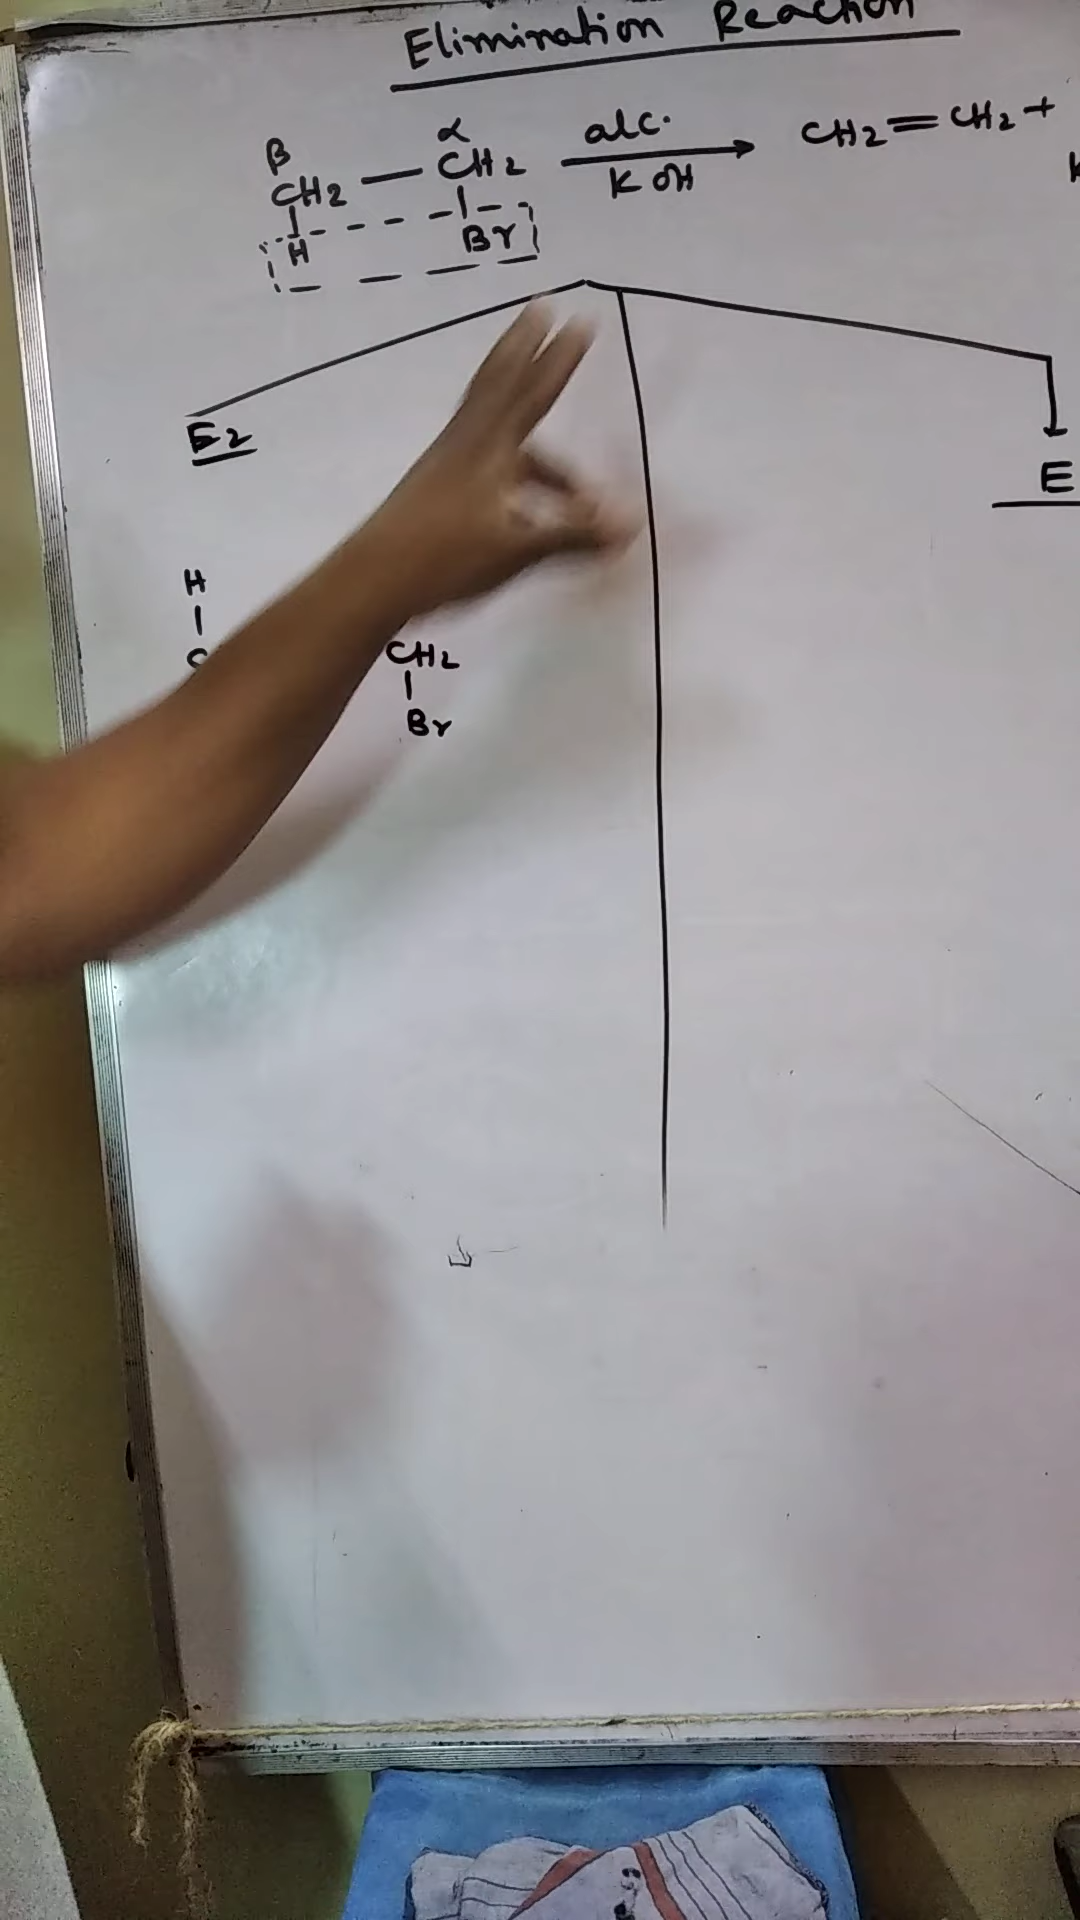 Elimination Reaction
β α
CH2 — CH2 alc. KOH → CH2 = CH2 +
H Br
E2
E
H
CH2
Br